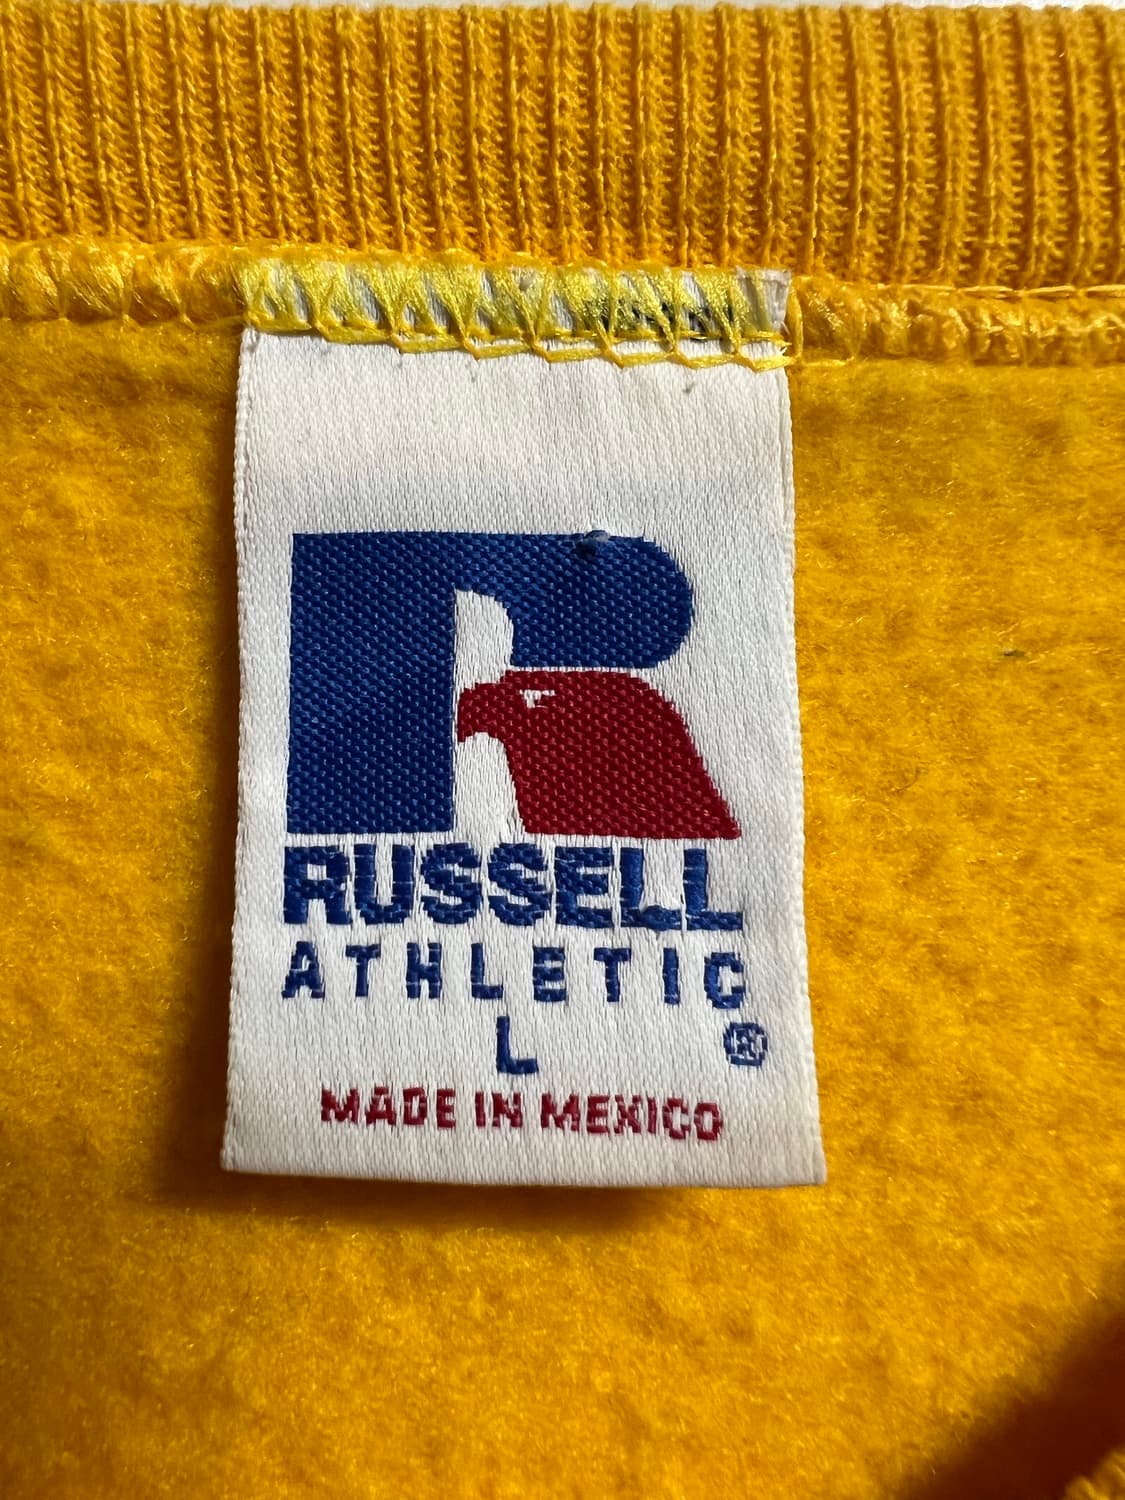 RUSSELL
ATHLETIC
L ®
MADE IN MEXICO